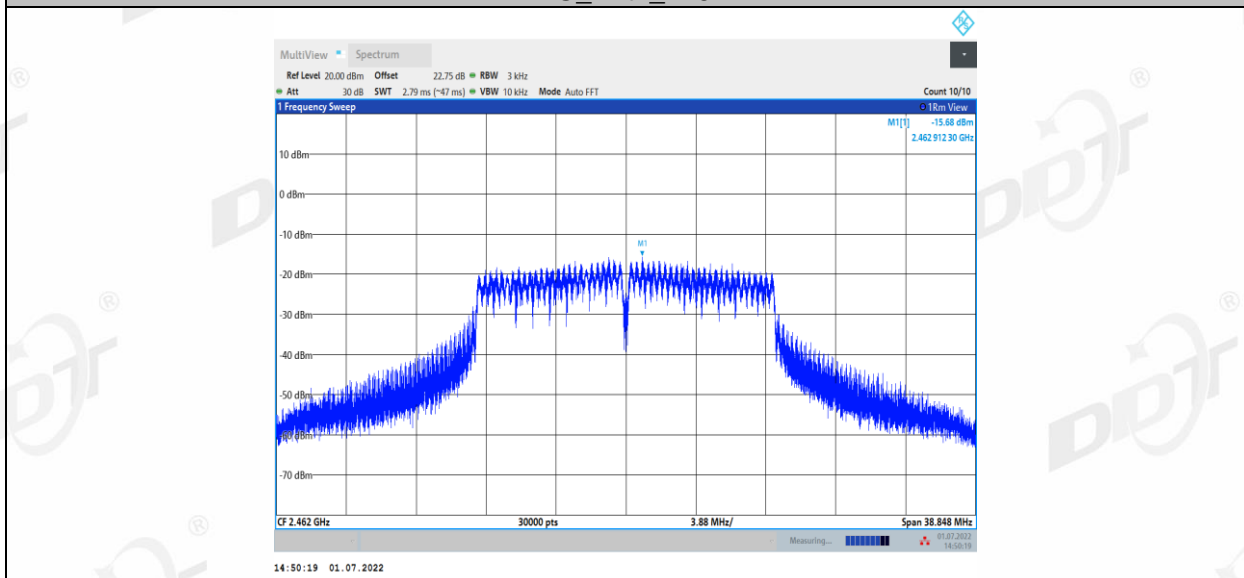 MultiView Spectrum
Ref Level 20.00 dBm Offset 22.75 dB RBW 3 kHz
Att 30 dB SWT 2.79 ms (~47 ms) VBW 10 kHz Mode Auto FFT Count 10/10
1 Frequency Sweep 1Rm View
M1[1] -15.68 dBm
2.462 912 30 GHz
10 dBm
0 dBm
-10 dBm
M1
-20 dBm
-30 dBm
-40 dBm
-50 dBm
-60 dBm
-70 dBm
CF 2.462 GHz 30000 pts 3.88 MHz/ Span 38.848 MHz
Measuring... 01.07.2022
14:50:19
14:50:19 01.07.2022